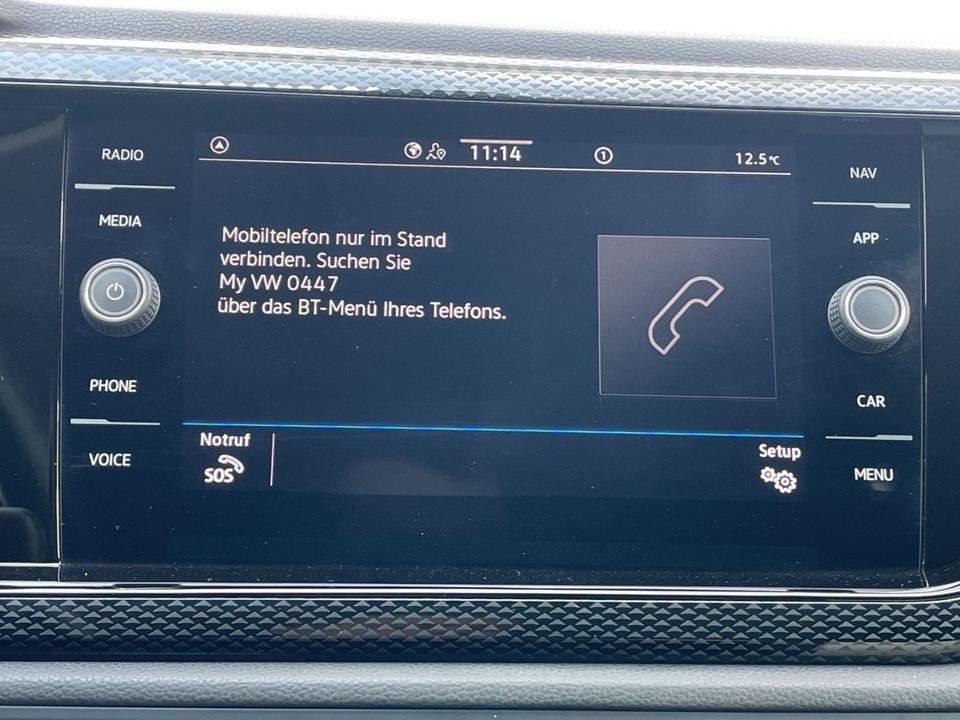 RADIO
MEDIA
PHONE
VOICE
11:14
1
12.5°C
Mobiltelefon nur im Stand
verbinden. Suchen Sie
My VW 0447
über das BT-Menü Ihres Telefons.
Notruf
SOS
Setup
NAV
APP
CAR
MENU